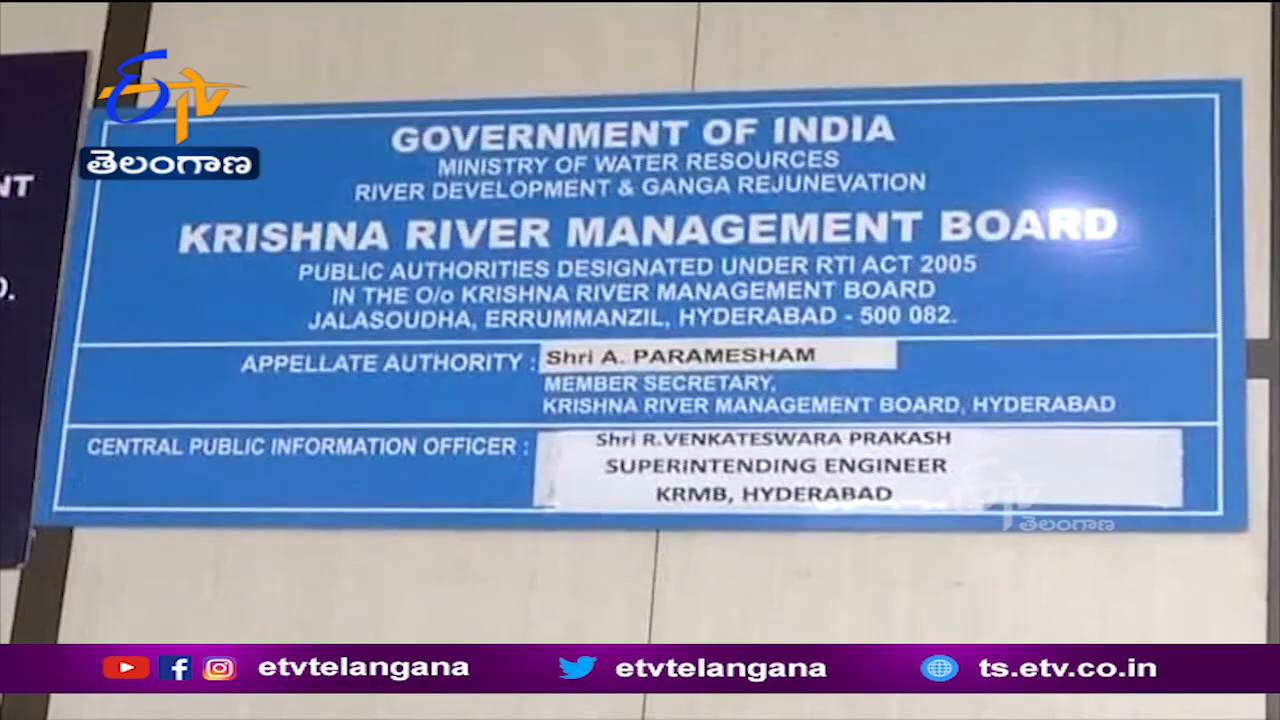 ETV
తెలంగాణ
NT
GOVERNMENT OF INDIA
MINISTRY OF WATER RESOURCES
RIVER DEVELOPMENT & GANGA REJUNEVATION
KRISHNA RIVER MANAGEMENT BOARD
PUBLIC AUTHORITIES DESIGNATED UNDER RTI ACT 2005
IN THE O/o KRISHNA RIVER MANAGEMENT BOARD
JALASOUDHA, ERRUMMANZIL, HYDERABAD - 500 082.
APPELLATE AUTHORITY : Shri A. PARAMESHAM
MEMBER SECRETARY,
KRISHNA RIVER MANAGEMENT BOARD, HYDERABAD
CENTRAL PUBLIC INFORMATION OFFICER : Shri R.VENKATESWARA PRAKASH
SUPERINTENDING ENGINEER
KRMB, HYDERABAD
ETV
తెలంగాణ
etvtelangana etvtelangana ts.etv.co.in